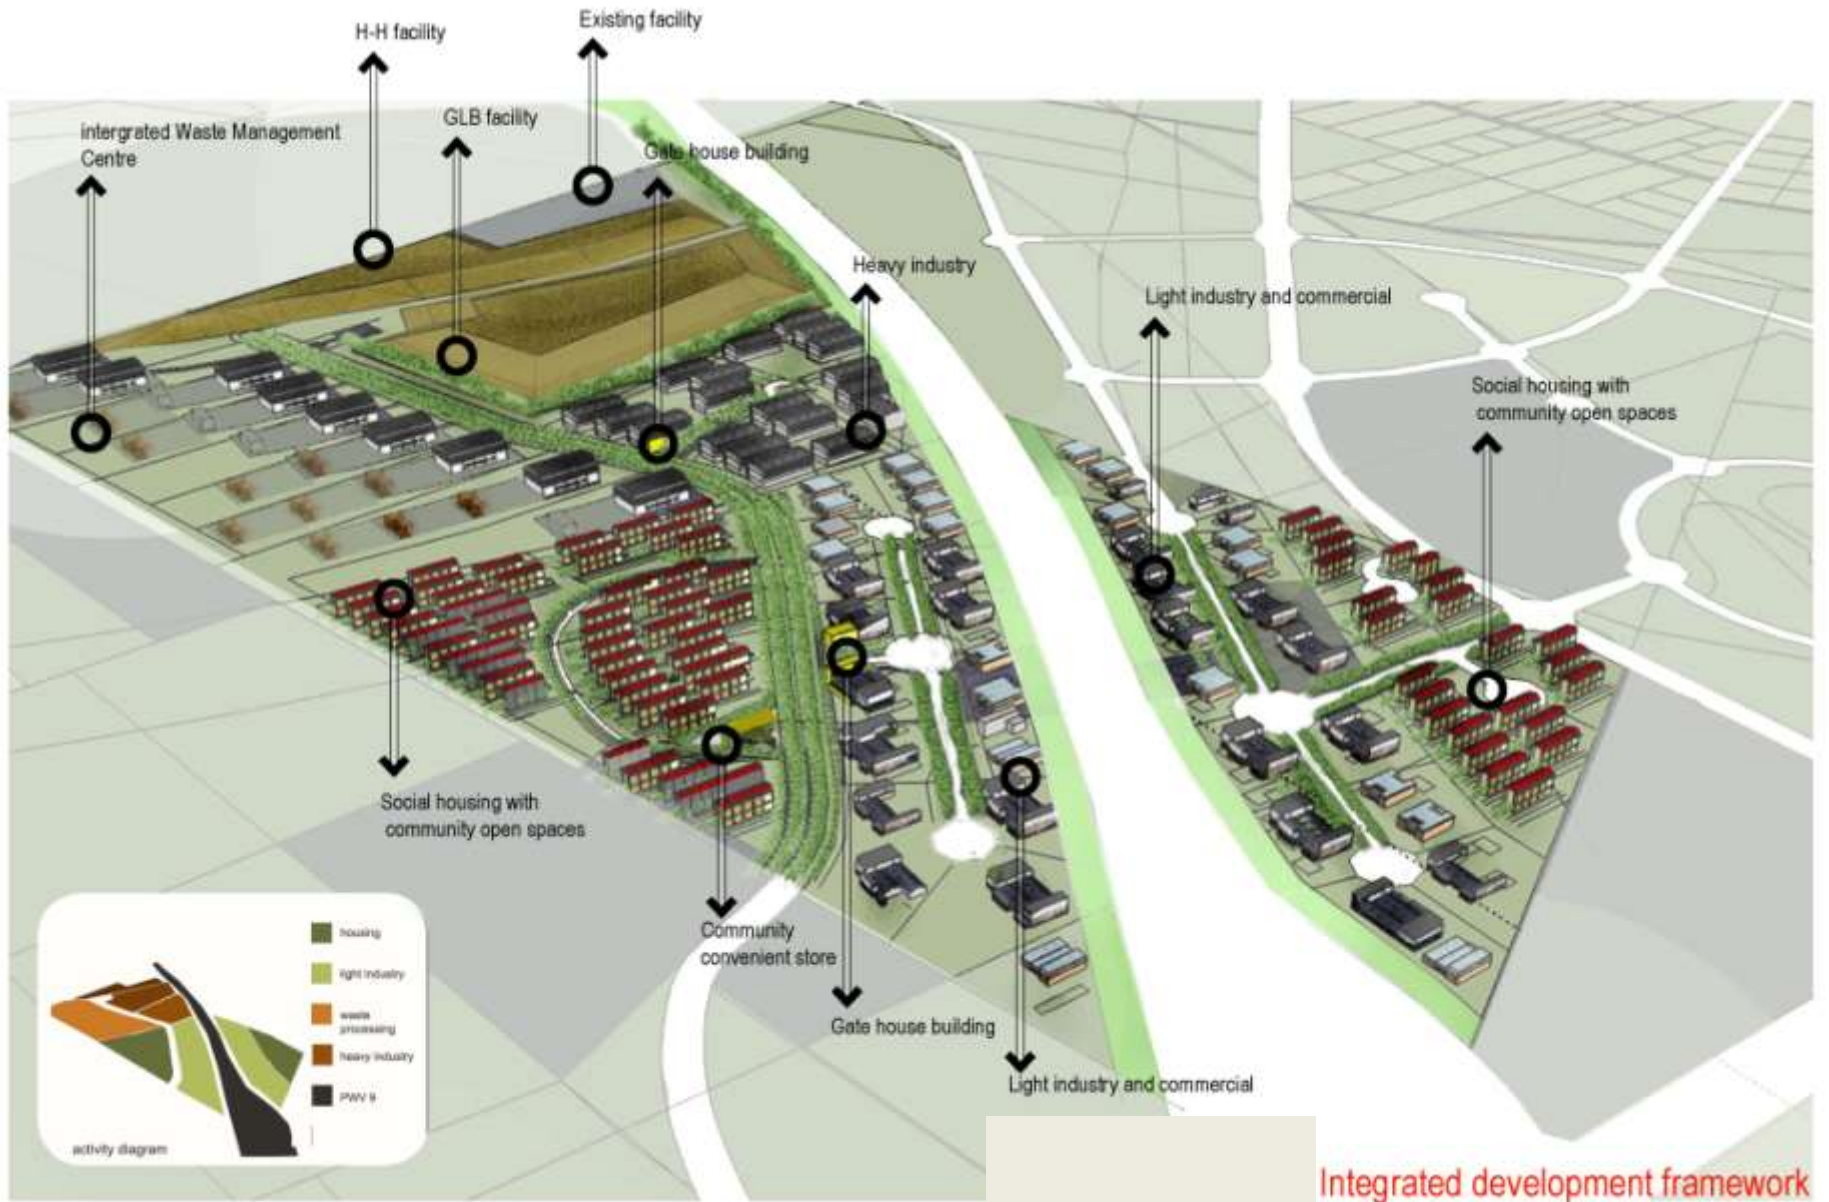 H-H facility
Existing facility
GLB facility
intergrated Waste Management
Centre
Gate house building
Heavy industry
Light industry and commercial
Social housing with
community open spaces
Social housing with
community open spaces
Community
convenient store
Gate house building
Light industry and commercial
housing
light industry
waste
processing
heavy industry
PWV 9
activity diagram
Integrated development framework